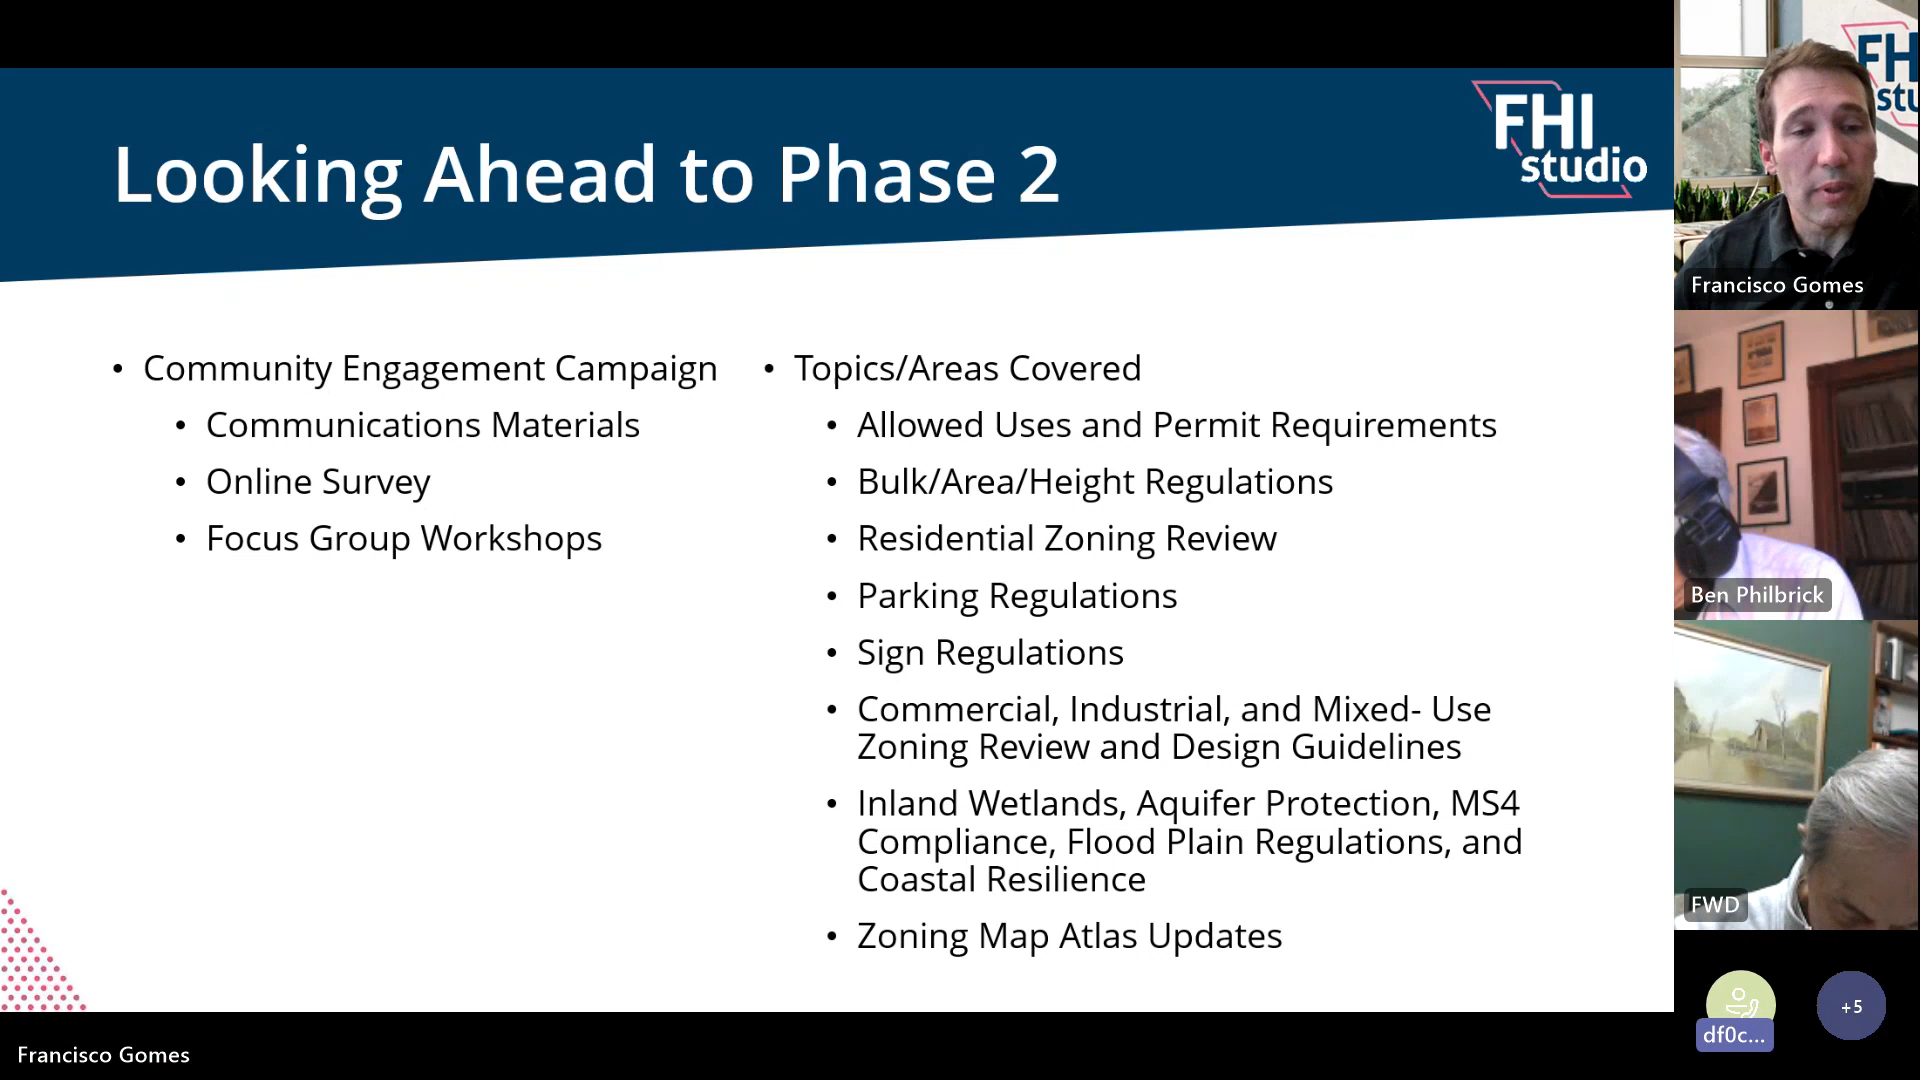 Looking Ahead to Phase 2
FHI
studio
• Community Engagement Campaign
• Communications Materials
• Online Survey
• Focus Group Workshops
• Topics/Areas Covered
• Allowed Uses and Permit Requirements
• Bulk/Area/Height Regulations
• Residential Zoning Review
• Parking Regulations
• Sign Regulations
• Commercial, Industrial, and Mixed- Use
Zoning Review and Design Guidelines
• Inland Wetlands, Aquifer Protection, MS4
Compliance, Flood Plain Regulations, and
Coastal Resilience
• Zoning Map Atlas Updates
FH
stu
Francisco Gomes
Ben Philbrick
FWD
df0c...
+5
Francisco Gomes